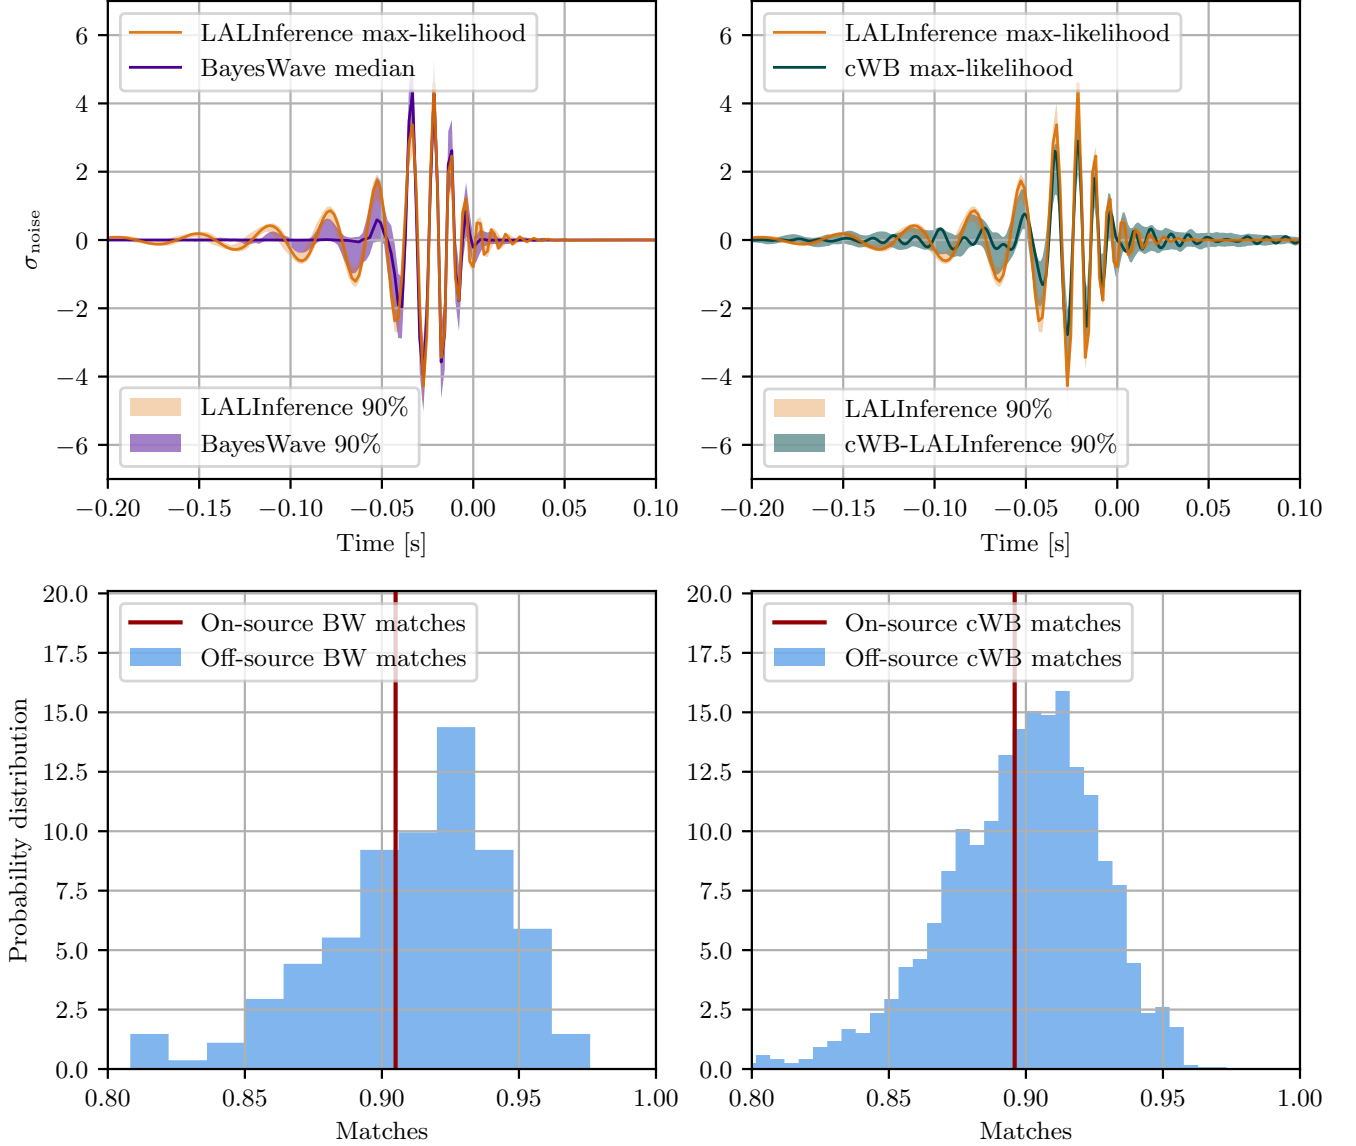 LALInference max-likelihood
BayesWave median
LALInference 90%
BayesWave 90%
6
4
2
0
−2
−4
−6
σnoise
−0.20 −0.15 −0.10 −0.05 0.00 0.05 0.10
Time [s]
LALInference max-likelihood
cWB max-likelihood
LALInference 90%
cWB-LALInference 90%
6
4
2
0
−2
−4
−6
−0.20 −0.15 −0.10 −0.05 0.00 0.05 0.10
Time [s]
On-source BW matches
Off-source BW matches
20.0
17.5
15.0
12.5
10.0
7.5
5.0
2.5
0.0
Probability distribution
0.80 0.85 0.90 0.95 1.00
Matches
On-source cWB matches
Off-source cWB matches
20.0
17.5
15.0
12.5
10.0
7.5
5.0
2.5
0.0
0.80 0.85 0.90 0.95 1.00
Matches